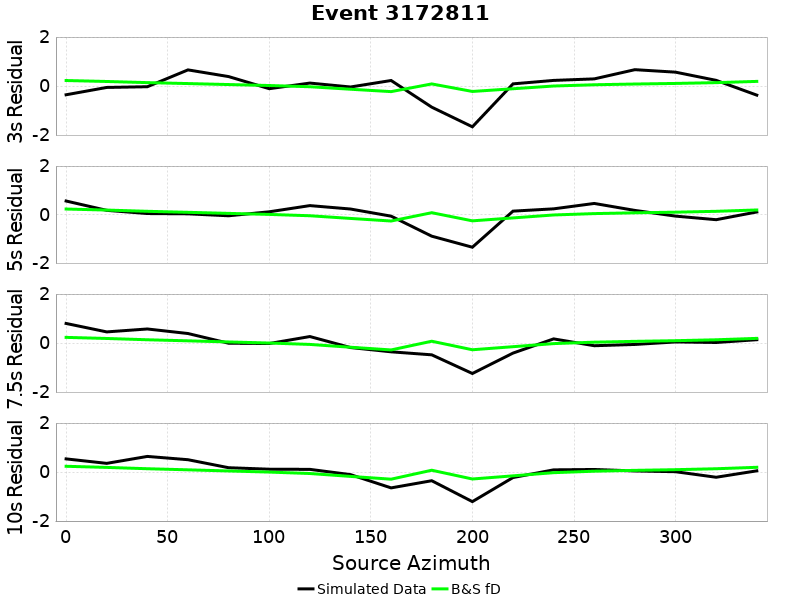 Event 3172811
3s Residual
2
0
-2
5s Residual
2
0
-2
7.5s Residual
2
0
-2
10s Residual
2
0
-2
0 50 100 150 200 250 300
Source Azimuth
Simulated Data B&S fD